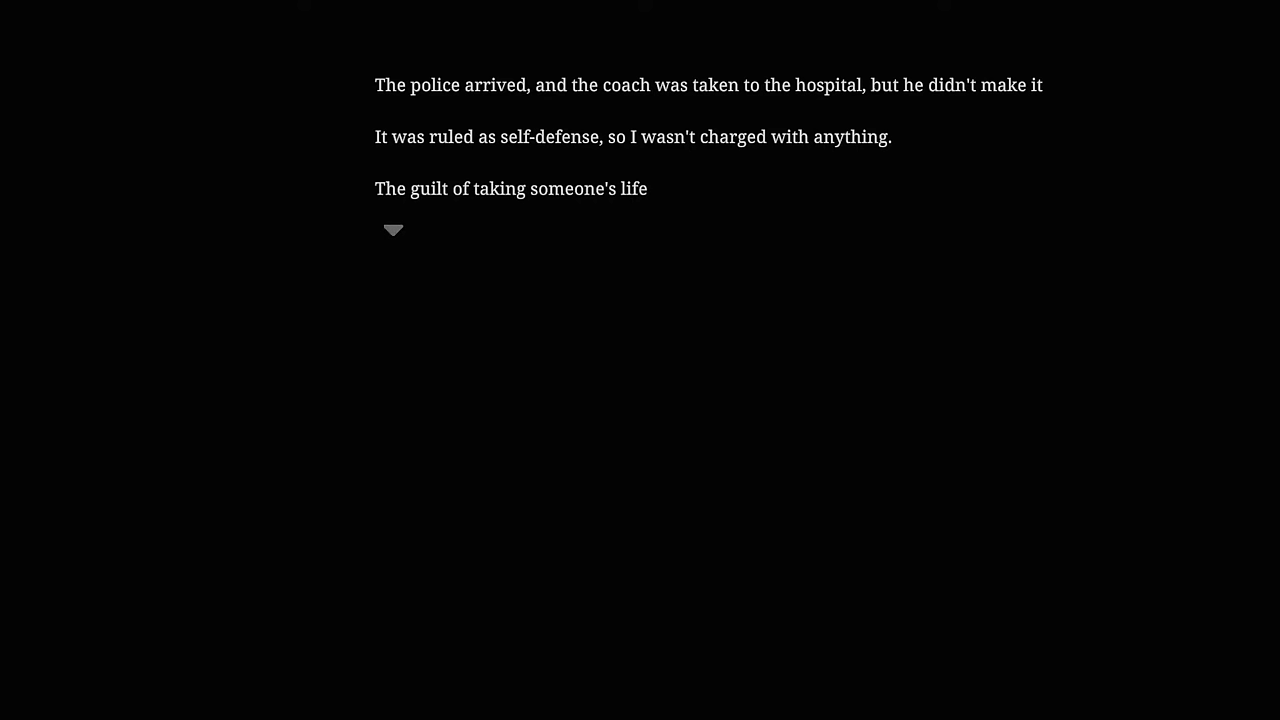 The police arrived, and the coach was taken to the hospital, but he didn't make it
It was ruled as self-defense, so I wasn't charged with anything.
The guilt of taking someone's life